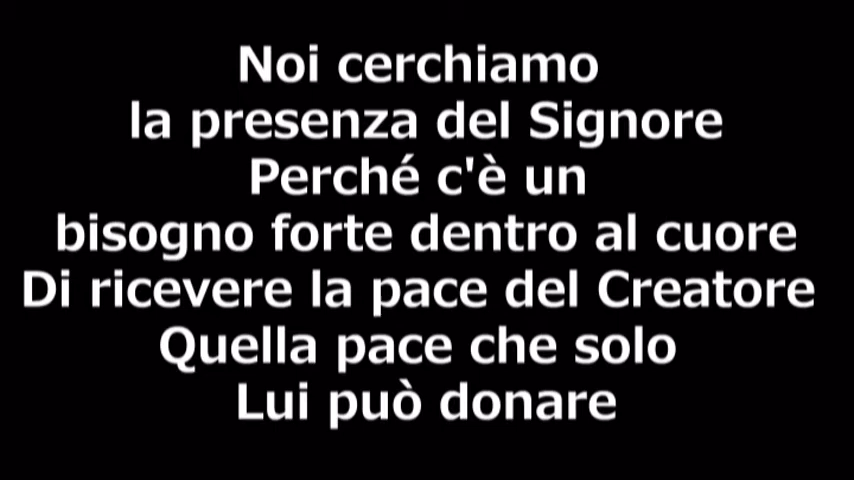 Noi cerchiamo
la presenza del Signore
Perché c'è un
bisogno forte dentro al cuore
Di ricevere la pace del Creatore
Quella pace che solo
Lui può donare